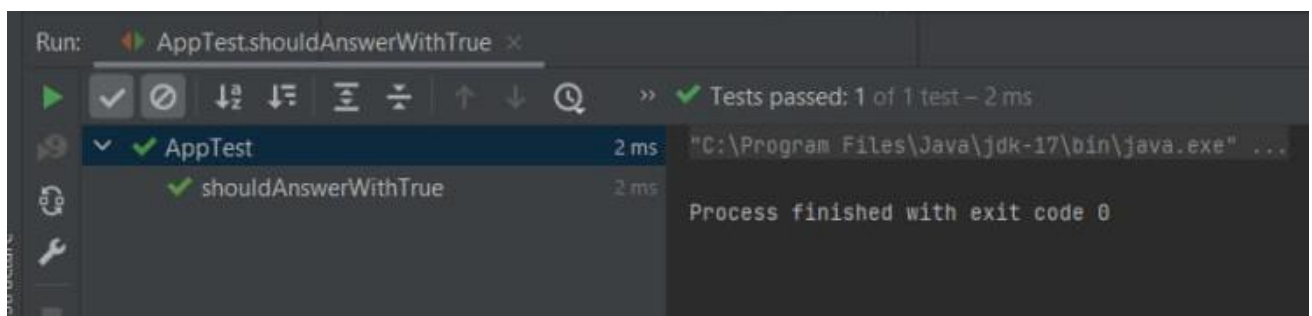 Run: AppTest.shouldAnswerWithTrue
Tests passed: 1 of 1 test – 2 ms
AppTest 2 ms
shouldAnswerWithTrue 2 ms
"C:\Program Files\Java\jdk-17\bin\java.exe" ...
Process finished with exit code 0